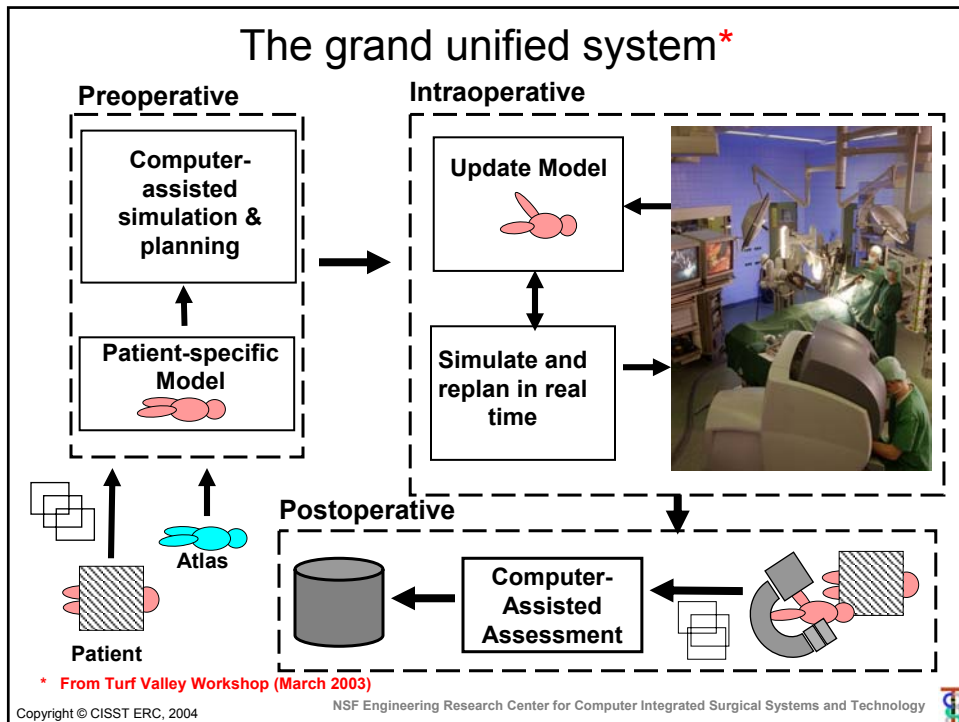 The grand unified system*
Preoperative
Computer-
assisted
simulation &
planning
Patient-specific
Model
Patient
Atlas
Intraoperative
Update Model
Simulate and
replan in real
time
Postoperative
Computer-
Assisted
Assessment
* From Turf Valley Workshop (March 2003)
Copyright © CISST ERC, 2004
NSF Engineering Research Center for Computer Integrated Surgical Systems and Technology